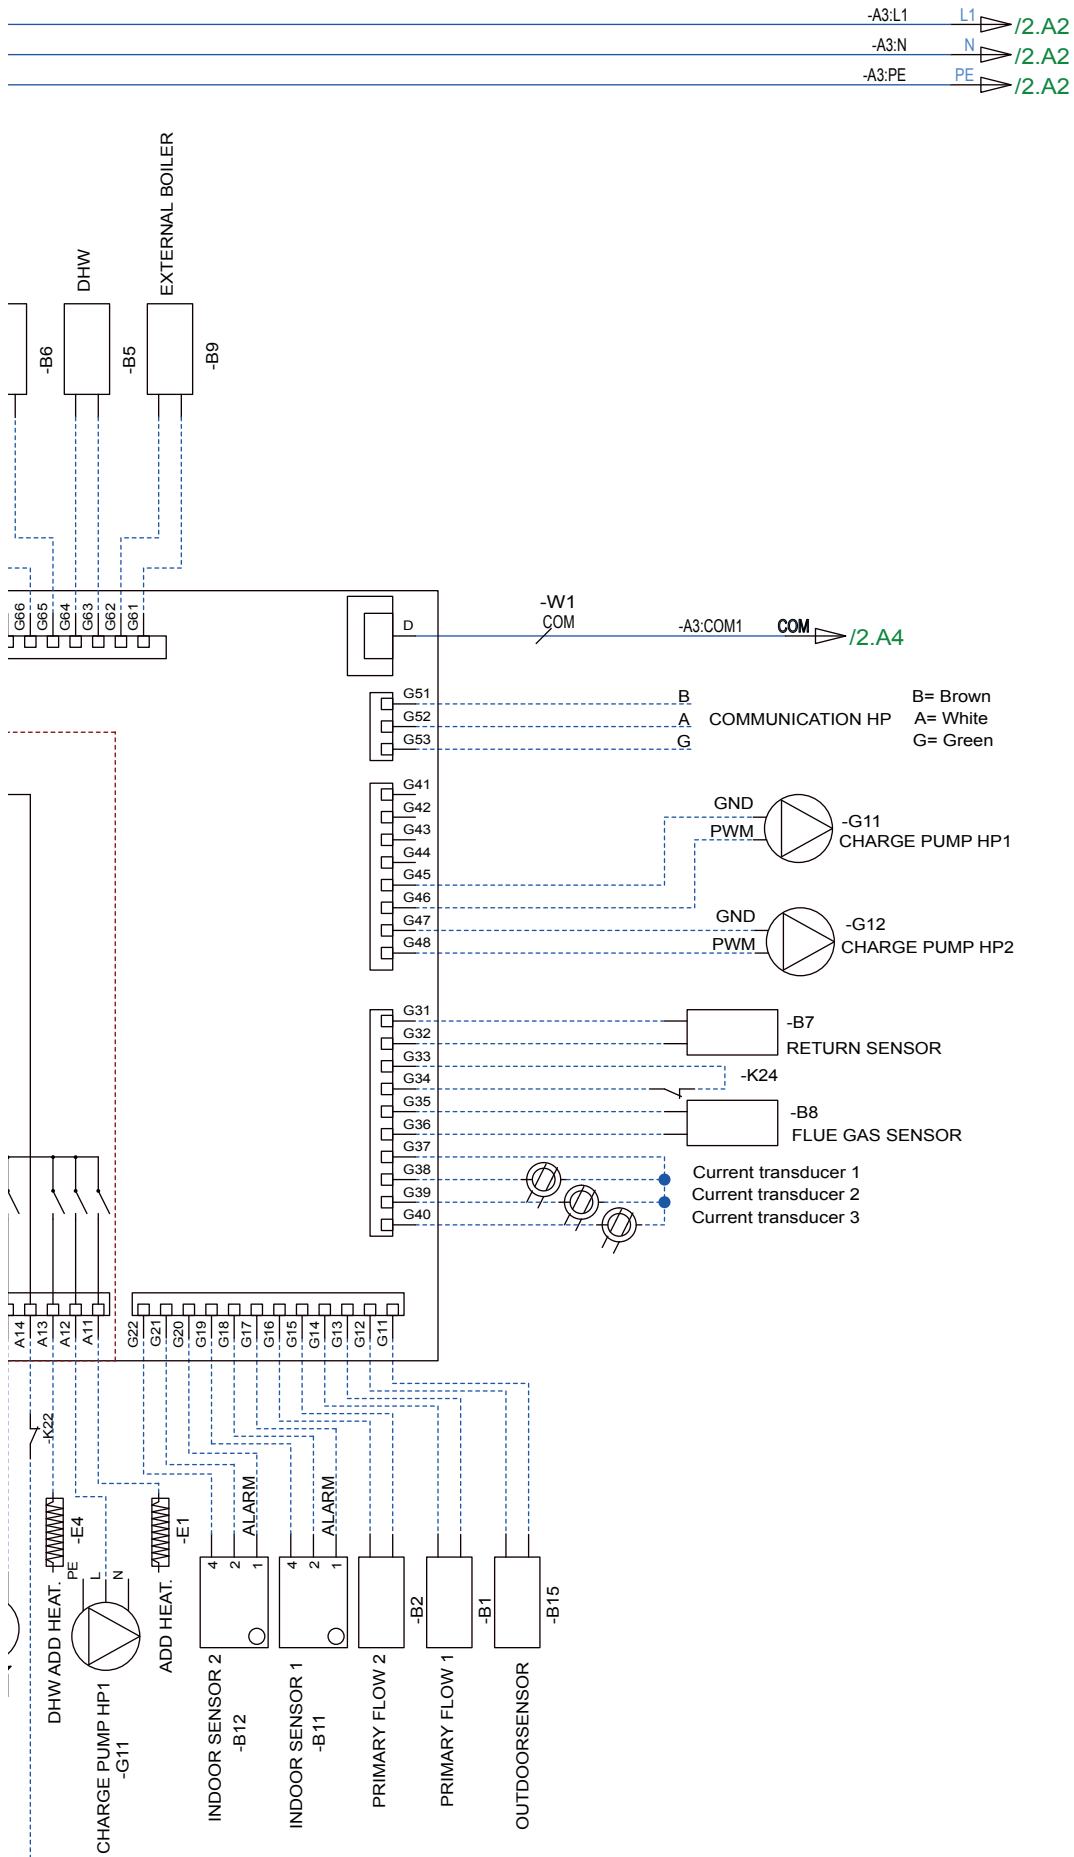 -A3:L1 L1 /2.A2
-A3:N N /2.A2
-A3:PE PE /2.A2
EXTERNAL BOILER
DHW
-B6
-B5
-B9
G66
G65
G64
G63
G62
G61
D
-W1
COM
-A3:COM1 COM /2.A4
G51 B B= Brown
G52 A COMMUNICATION HP A= White
G53 G G= Green
G41
G42
G43
G44
G45
G46
G47
G48
GND
PWM
-G11
CHARGE PUMP HP1
GND
PWM
-G12
CHARGE PUMP HP2
G31
G32
G33
G34
G35
G36
G37
G38
G39
G40
-B7
RETURN SENSOR
-K24
-B8
FLUE GAS SENSOR
Current transducer 1
Current transducer 2
Current transducer 3
A14
A13
A12
A11
G22
G21
G20
G19
G18
G17
G16
G15
G14
G13
G12
G11
-K22
-E4
DHW ADD HEAT.
PE
L
N
CHARGE PUMP HP1
-G11
-E1
ADD HEAT.
4
2
1
ALARM
INDOOR SENSOR 2
-B12
4
2
1
ALARM
INDOOR SENSOR 1
-B11
-B2
PRIMARY FLOW 2
-B1
PRIMARY FLOW 1
-B15
OUTDOORSENSOR